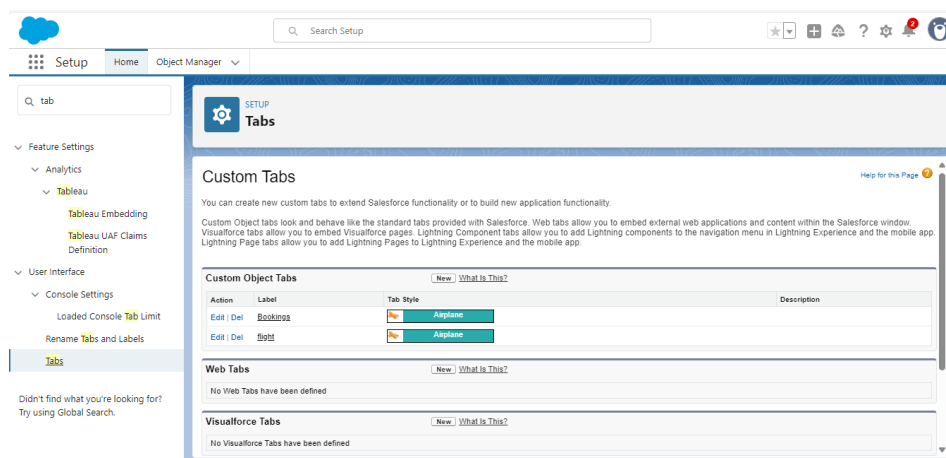 Search Setup
2
Setup
Home
Object Manager
tab
Feature Settings
Analytics
Tableau
Tableau Embedding
Tableau UAF Claims
Definition
User Interface
Console Settings
Loaded Console Tab Limit
Rename Tabs and Labels
Tabs
Didn't find what you're looking for?
Try using Global Search.
SETUP
Tabs
Custom Tabs
Help for this Page ?
You can create new custom tabs to extend Salesforce functionality or to build new application functionality.
Custom Object tabs look and behave like the standard tabs provided with Salesforce. Web tabs allow you to embed external web applications and content within the Salesforce window.
Visualforce tabs allow you to embed Visualforce pages. Lightning Component tabs allow you to add Lightning components to the navigation menu in Lightning Experience and the mobile app.
Lightning Page tabs allow you to add Lightning Pages to Lightning Experience and the mobile app.
Custom Object Tabs New What Is This?
Action Label Tab Style Description
Edit | Del Bookings Airplane
Edit | Del flight Airplane
Web Tabs New What Is This?
No Web Tabs have been defined
Visualforce Tabs New What Is This?
No Visualforce Tabs have been defined